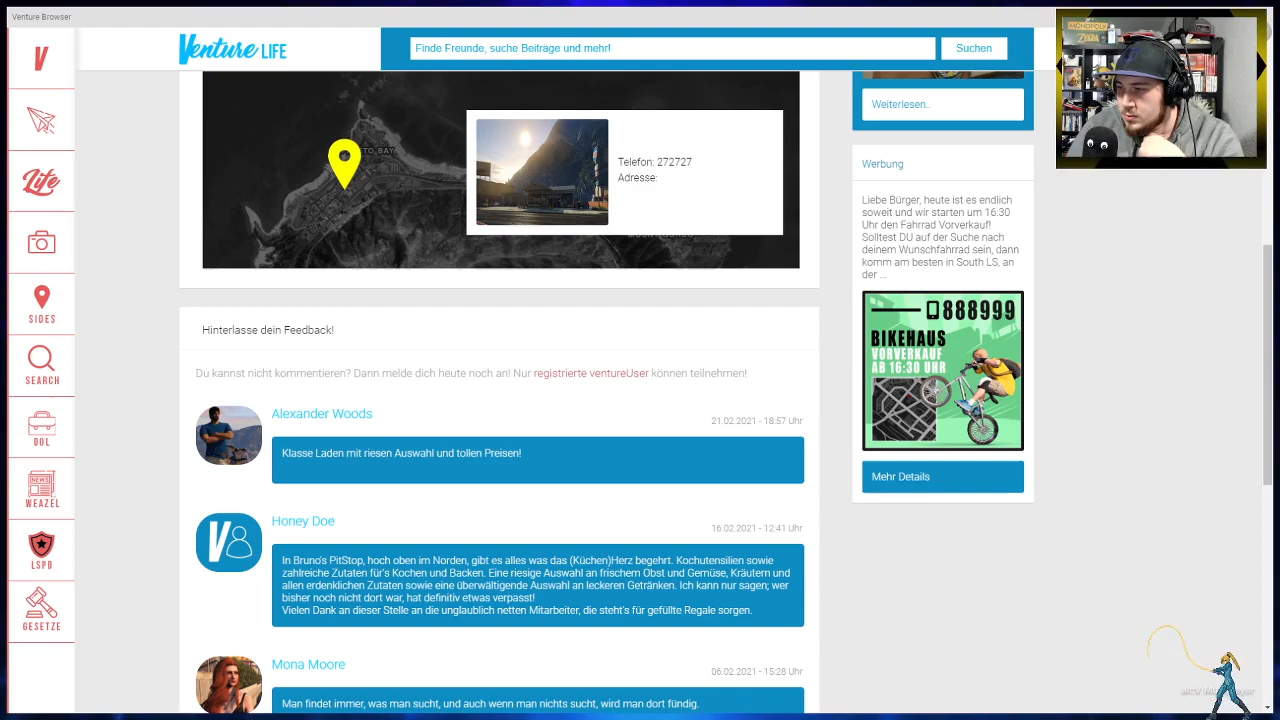 Venture Browser
V
Venture LIFE
Finde Freunde, suche Beiträge und mehr!
Suchen
MONOPOLY
ZELDA
Life
SIDES
SEARCH
DOL
NEWS
WEAZEL
LSPD
GESETZE
Telefon: 272727
Adresse:
Hinterlasse dein Feedback!
Du kannst nicht kommentieren? Dann melde dich heute noch an! Nur registrierte ventureUser können teilnehmen!
Alexander Woods
21.02.2021 - 18:57 Uhr
Klasse Laden mit riesen Auswahl und tollen Preisen!
Honey Doe
16.02.2021 - 12:41 Uhr
V
In Bruno's PitStop, hoch oben im Norden, gibt es alles was das (Küchen)Herz begehrt. Kochutensilien sowie
zahlreiche Zutaten für's Kochen und Backen. Eine riesige Auswahl an frischem Obst und Gemüse, Kräutern und
allen erdenklichen Zutaten sowie eine überwältigende Auswahl an leckeren Getränken. Ich kann nur sagen; wer
bisher noch nicht dort war, hat definitiv etwas verpasst!
Vielen Dank an dieser Stelle an die unglaublich netten Mitarbeiter, die steht's für gefüllte Regale sorgen.
Mona Moore
06.02.2021 - 15:28 Uhr
Man findet immer, was man sucht, und auch wenn man nichts sucht, wird man dort fündig.
Weiterlesen..
Werbung
Liebe Bürger, heute ist es endlich
soweit und wir starten um 16:30
Uhr den Fahrrad Vorverkauf!
Solltest DU auf der Suche nach
deinem Wunschfahrrad sein, dann
komm am besten in South LS, an
der ...
888999
BIKEHAUS
VORVERKAUF
AB 16:30 UHR
Mehr Details